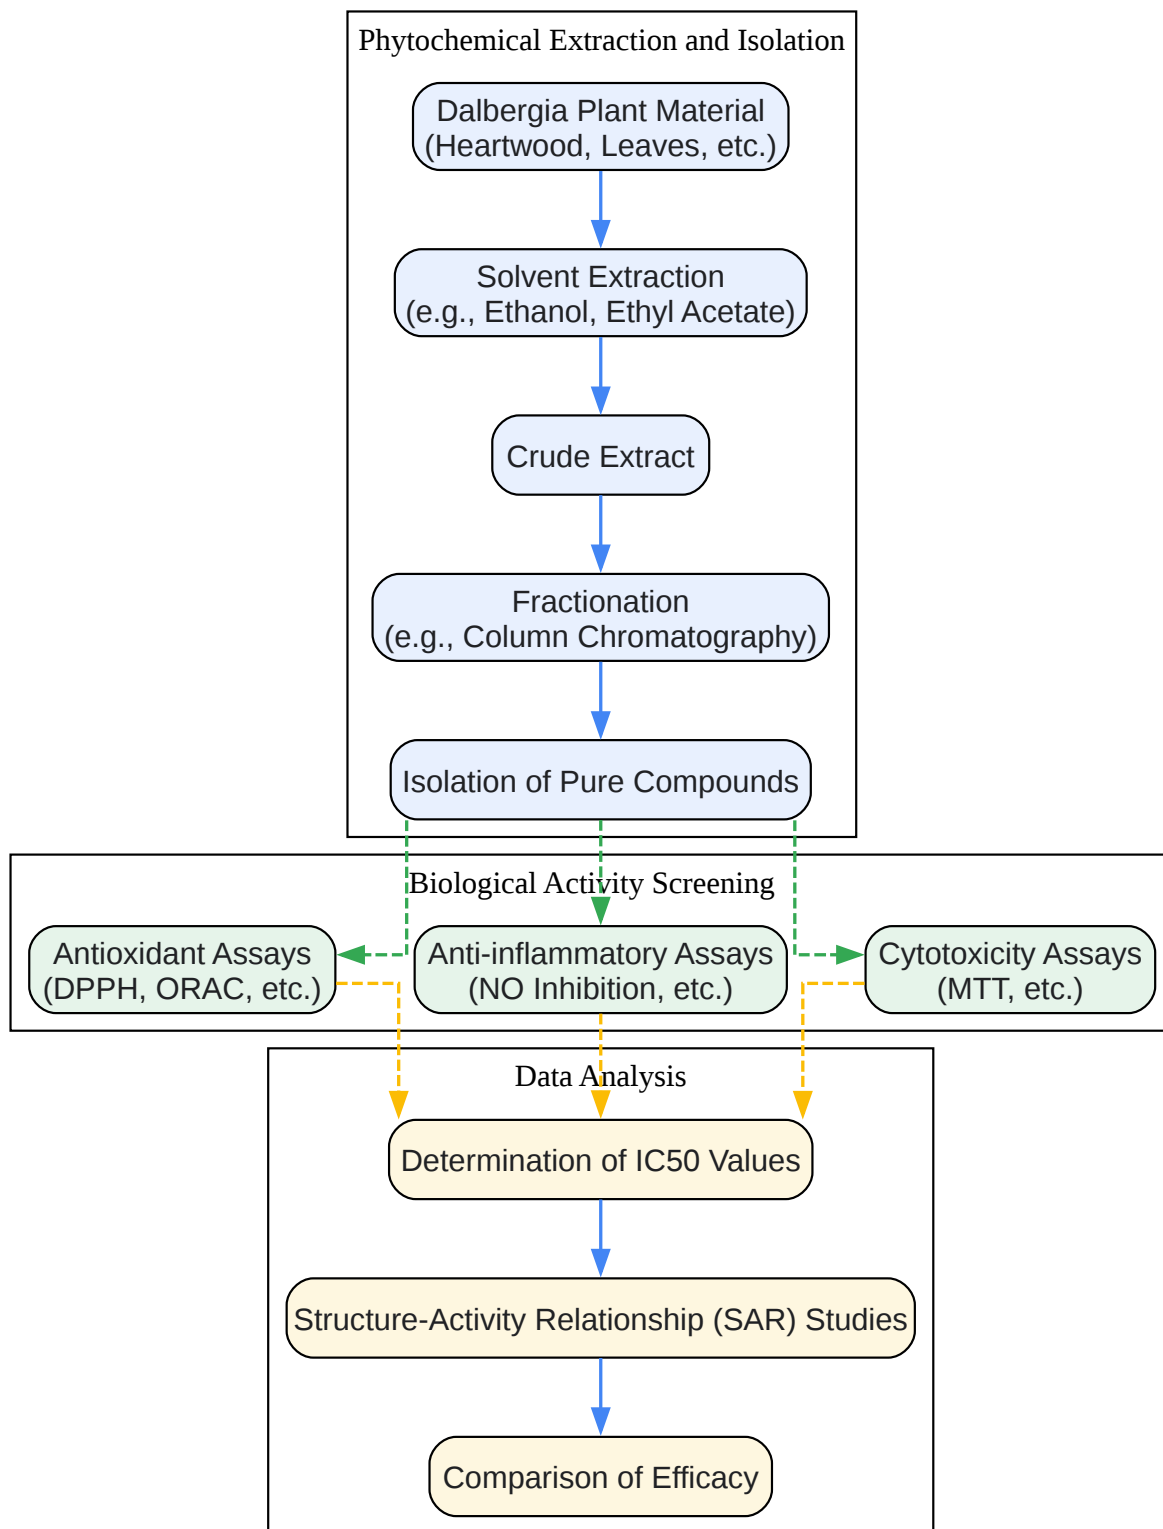 Phytochemical Extraction and Isolation
Dalbergia Plant Material
(Heartwood, Leaves, etc.)
Solvent Extraction
(e.g., Ethanol, Ethyl Acetate)
Crude Extract
Fractionation
(e.g., Column Chromatography)
Isolation of Pure Compounds
Biological Activity Screening
Antioxidant Assays
(DPPH, ORAC, etc.)
Anti-inflammatory Assays
(NO Inhibition, etc.)
Cytotoxicity Assays
(MTT, etc.)
Data Analysis
Determination of IC50 Values
Structure-Activity Relationship (SAR) Studies
Comparison of Efficacy